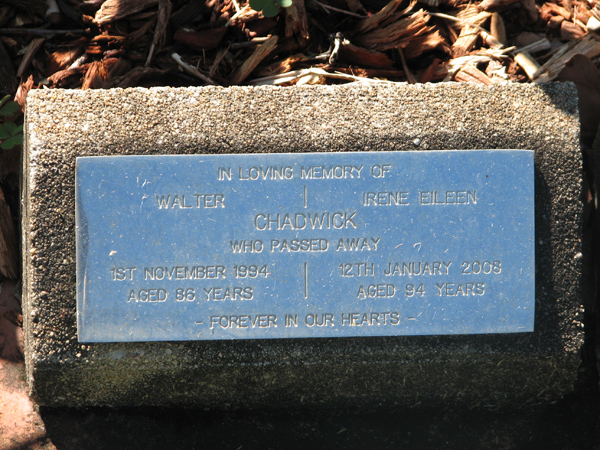 IN LOVING MEMORY OF
WALTER | IRENE EILEEN
CHADWICK
WHO PASSED AWAY
1ST NOVEMBER 1994 | 12TH JANUARY 2008
AGED 86 YEARS | AGED 94 YEARS
- FOREVER IN OUR HEARTS -